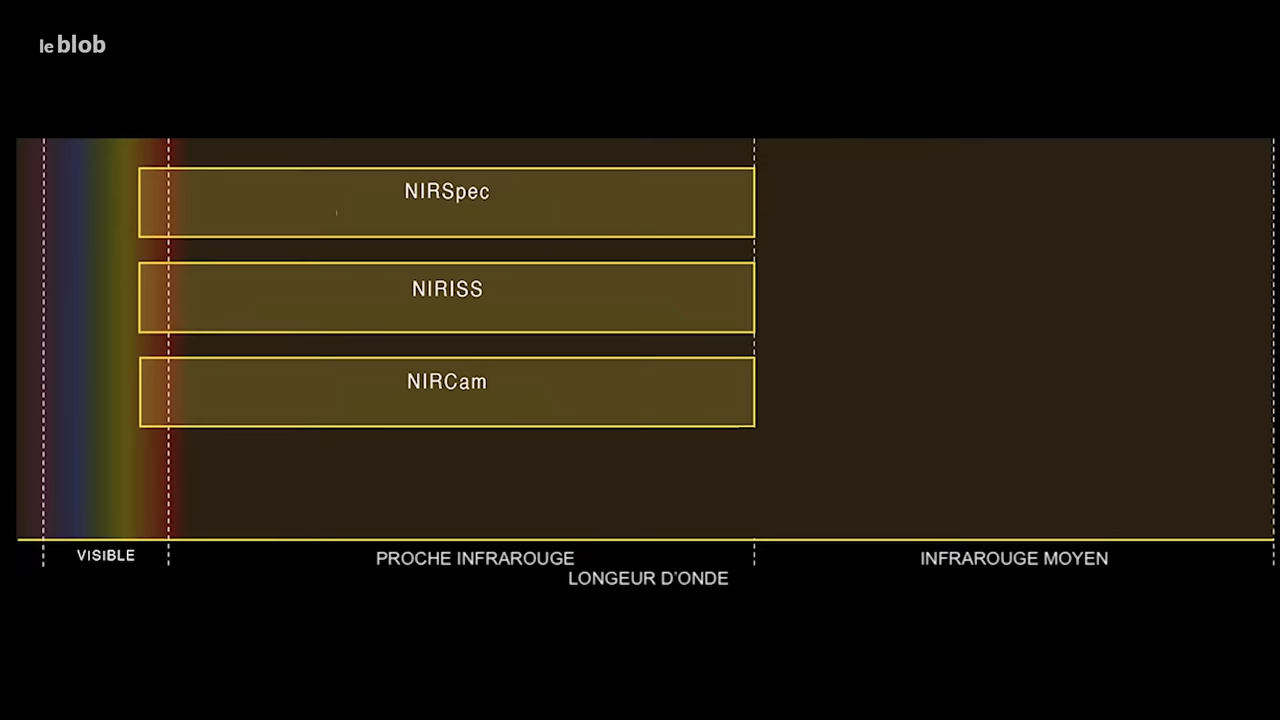 le blob
NIRSpec
NIRISS
NIRCam
VISIBLE
PROCHE INFRAROUGE
INFRAROUGE MOYEN
LONGEUR D'ONDE